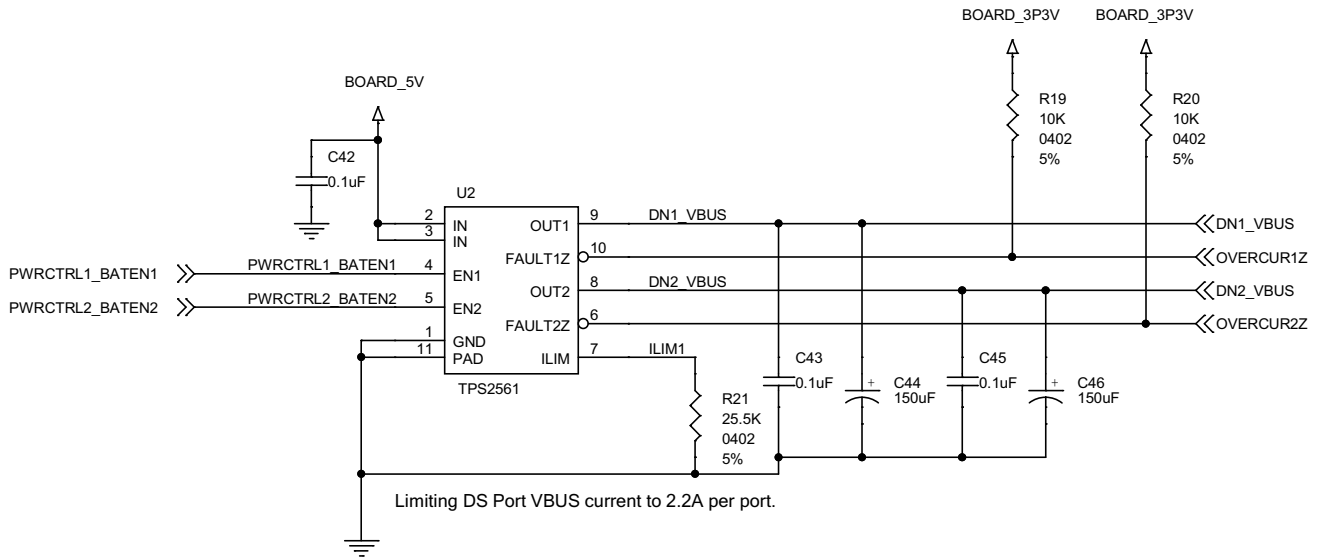 BOARD_3P3V
BOARD_3P3V
BOARD_5V
R19
10K
0402
5%
R20
10K
0402
5%
C42
0.1uF
U2
2
IN
3
IN
PWRCTRL1_BATEN1
PWRCTRL1_BATEN1
4
EN1
PWRCTRL2_BATEN2
PWRCTRL2_BATEN2
5
EN2
1
GND
11
PAD
OUT1
9
DN1_VBUS
DN1_VBUS
FAULT1Z
10
OVERCUR1Z
OUT2
8
DN2_VBUS
DN2_VBUS
FAULT2Z
6
OVERCUR2Z
ILIM
7
ILIM1
TPS2561
R21
25.5K
0402
5%
C43
0.1uF
+
C44
150uF
C45
0.1uF
+
C46
150uF
Limiting DS Port VBUS current to 2.2A per port.